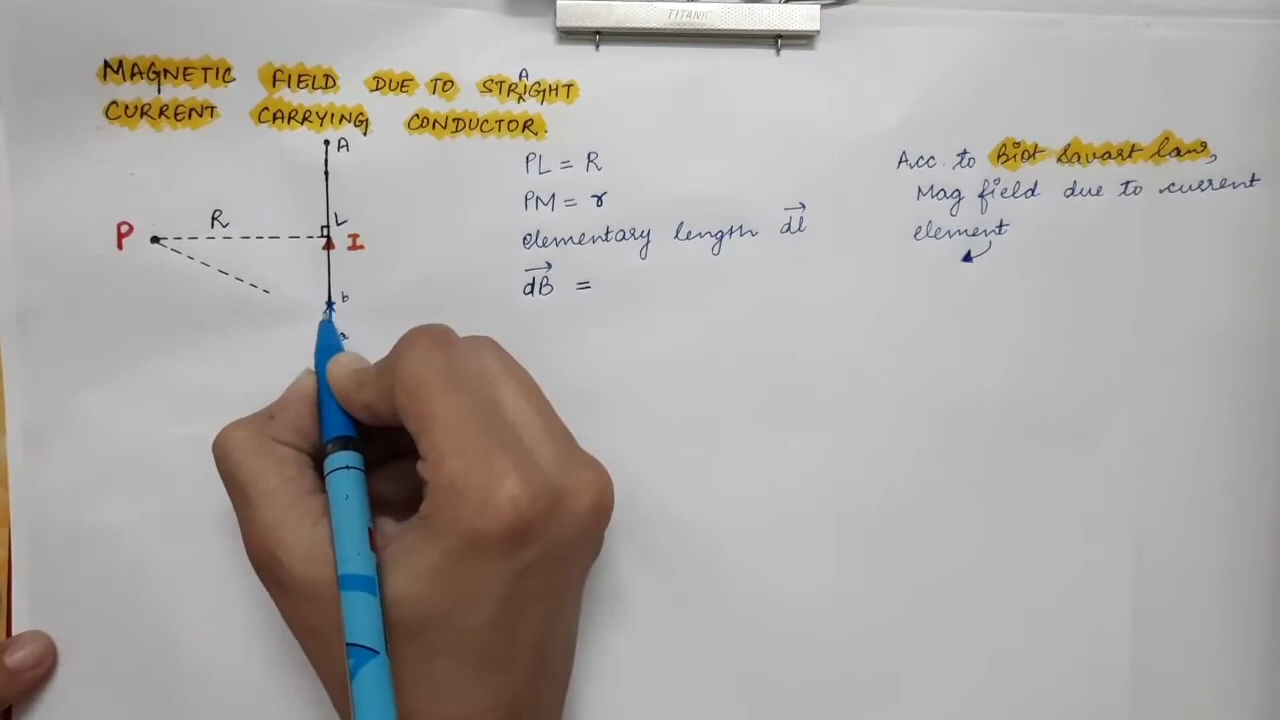 TITANIC
MAGNETIC FIELD DUE TO STRAIGHT
CURRENT CARRYING CONDUCTOR.
A
PL = R
PM = r
elementary length dl
dB =
R
L
P
I
b
a
Acc. to Biot Savart law,
Mag field due to current
element